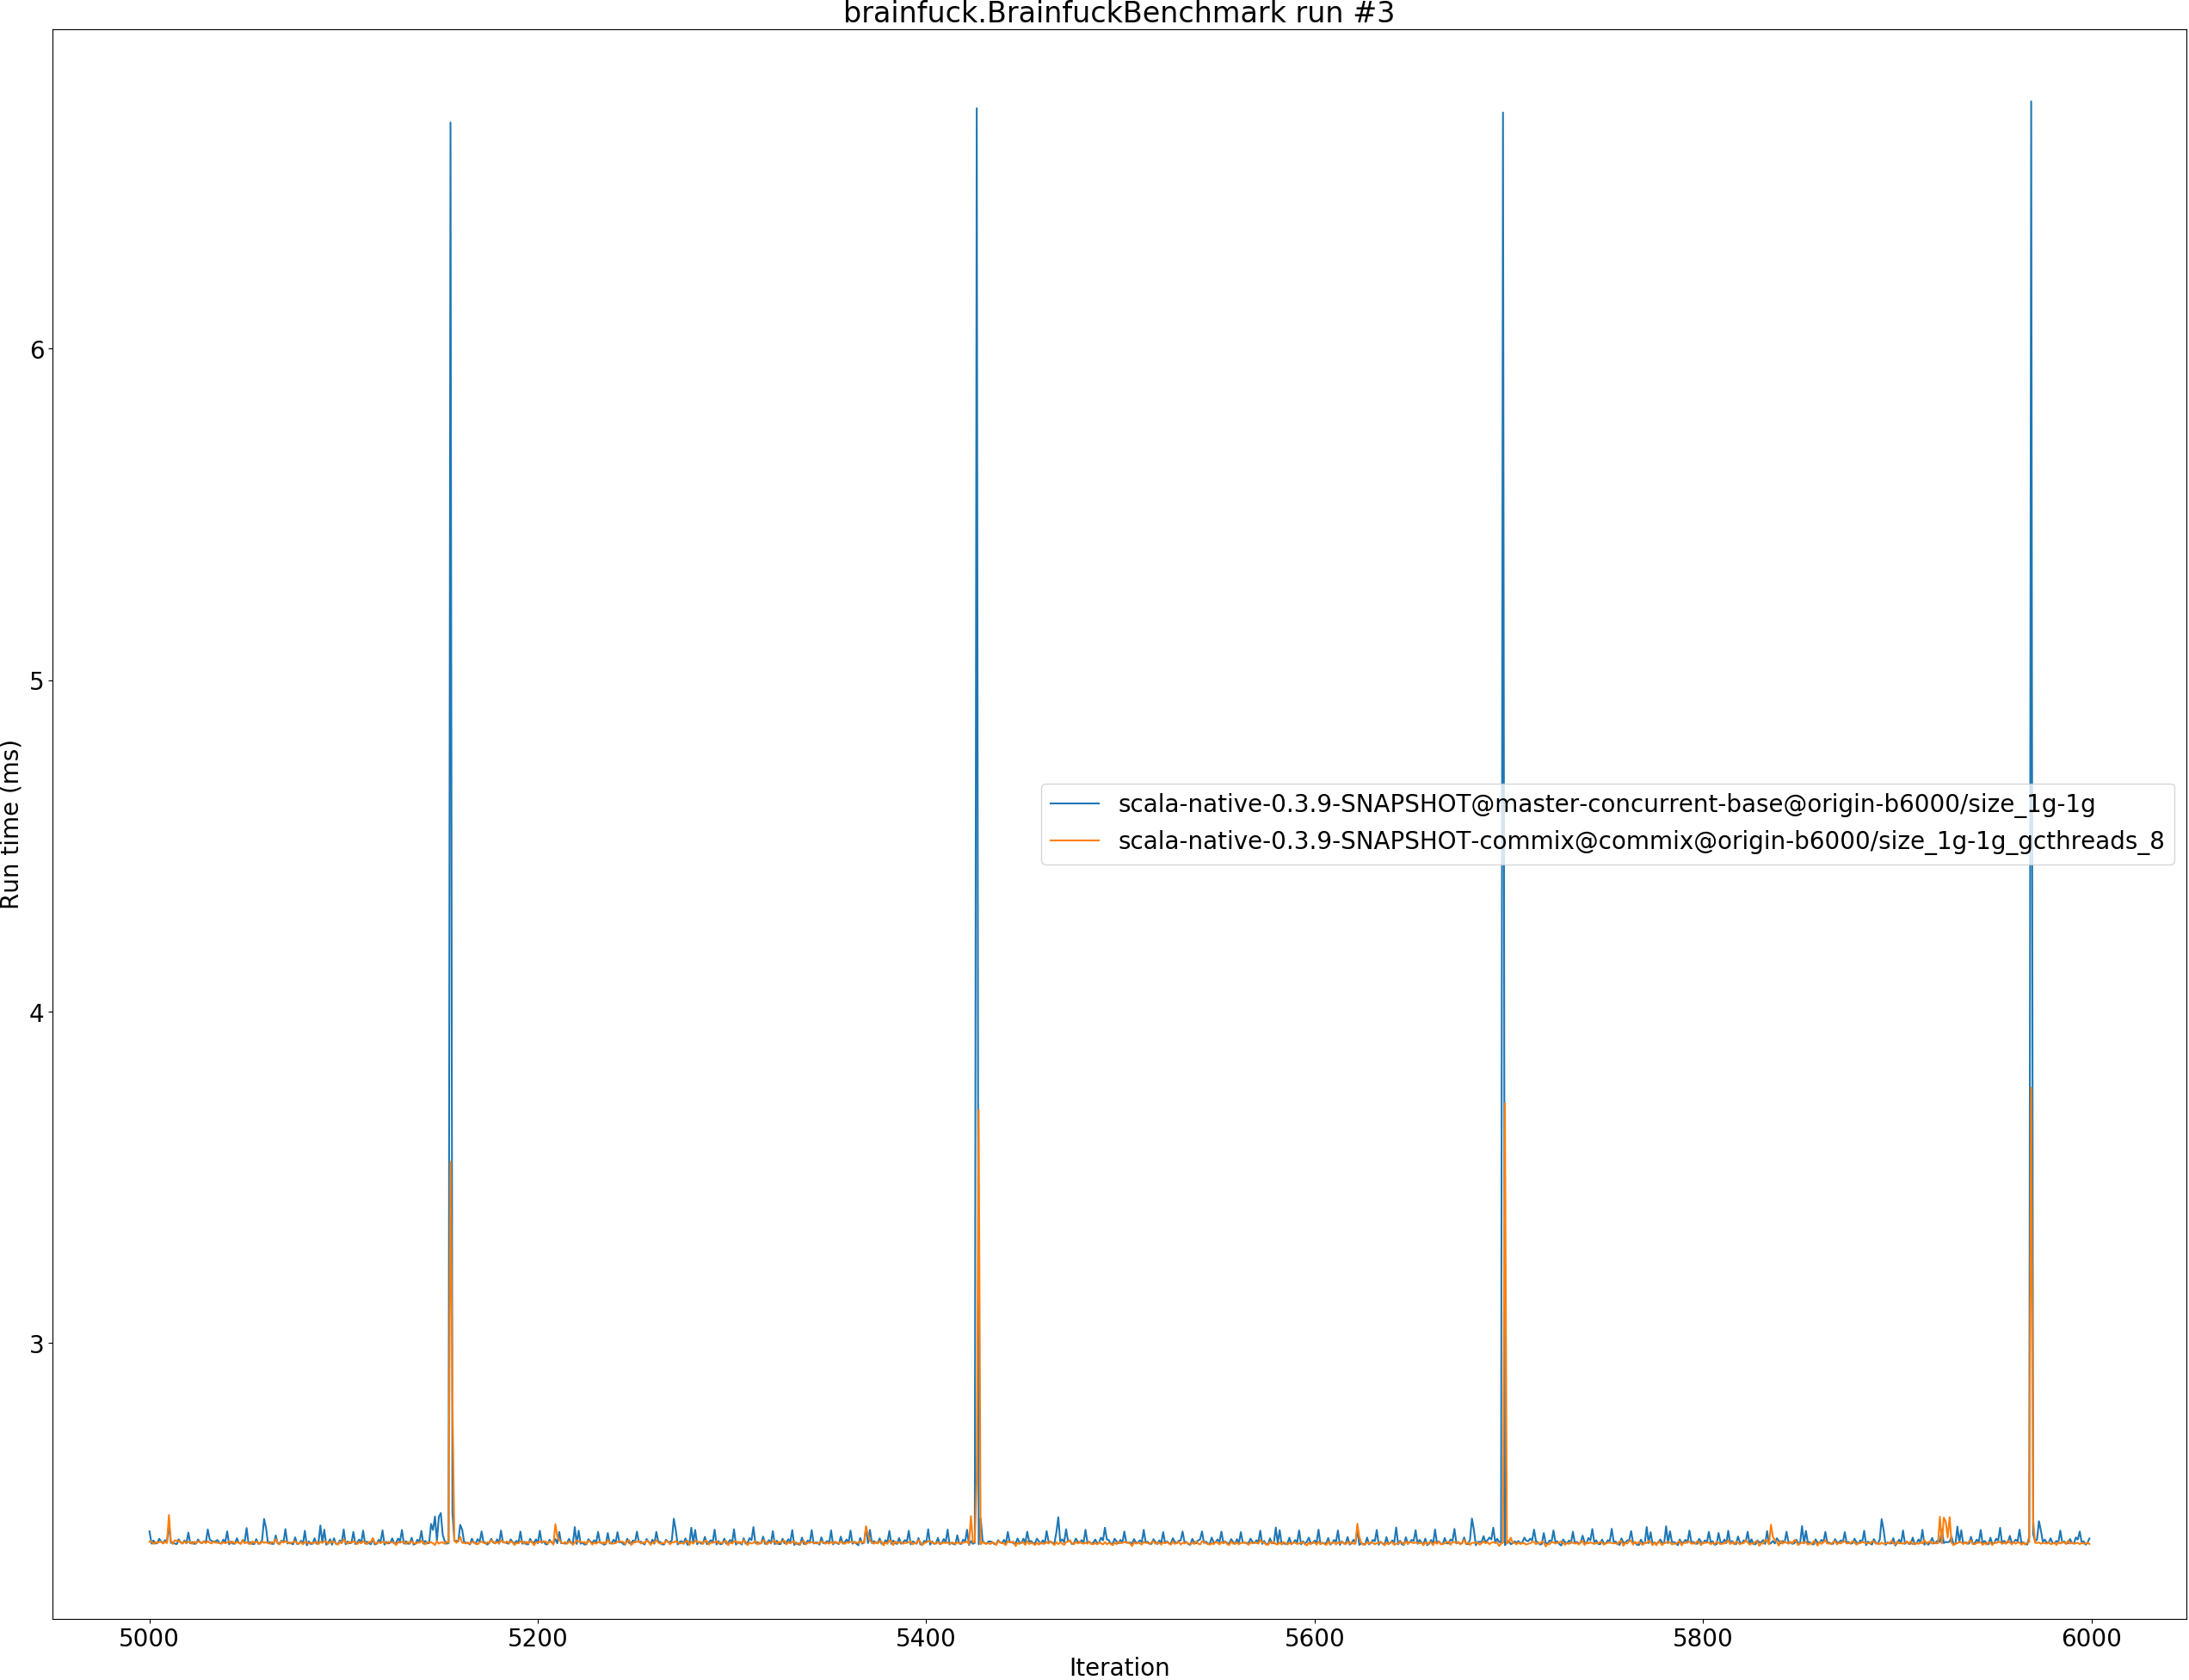 brainfuck.BrainfuckBenchmark run #3
Run time (ms)
6
5
4
3
scala-native-0.3.9-SNAPSHOT@master-concurrent-base@origin-b6000/size_1g-1g
scala-native-0.3.9-SNAPSHOT-commix@commix@origin-b6000/size_1g-1g_gcthreads_8
5000 5200 5400 5600 5800 6000
Iteration